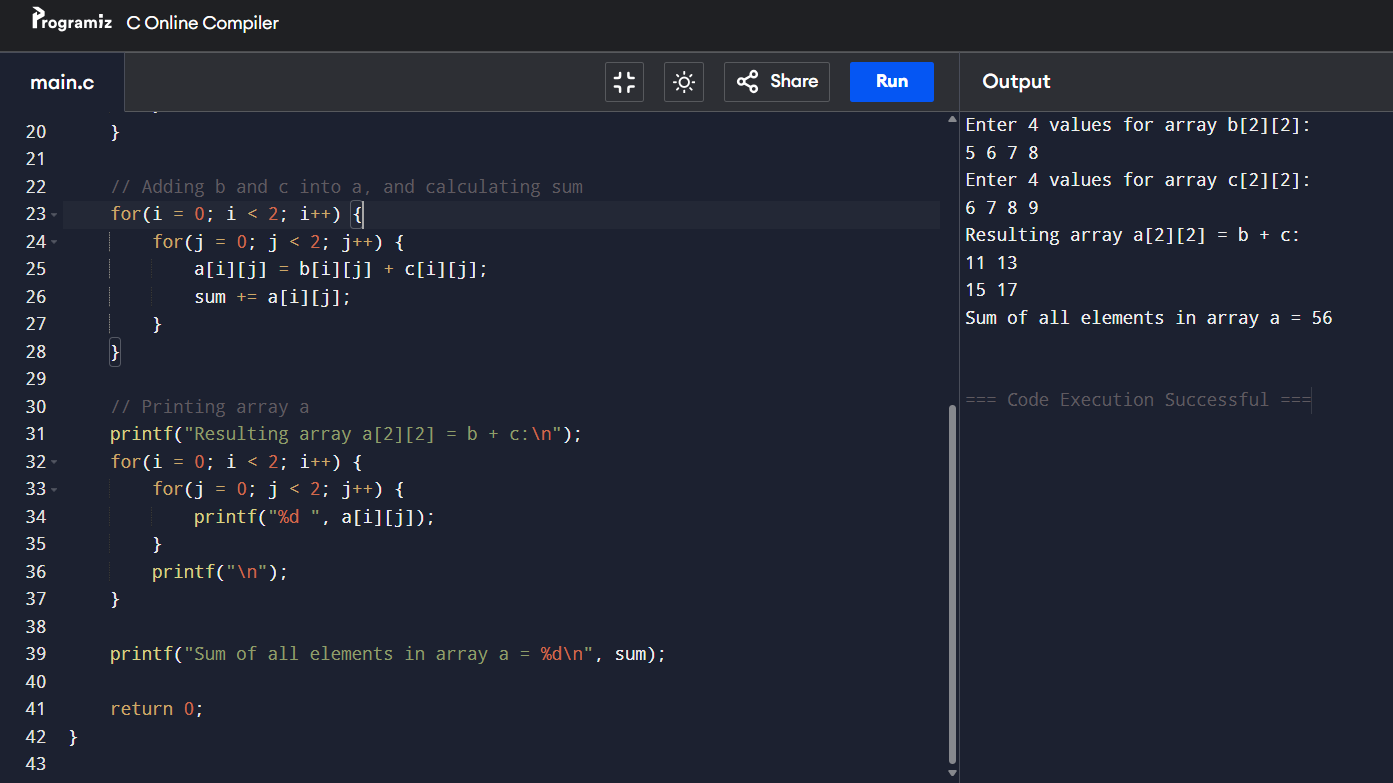 Programiz C Online Compiler
main.c Share Run Output
20     }
21
22     // Adding b and c into a, and calculating sum
23     for(i = 0; i < 2; i++) {
24         for(j = 0; j < 2; j++) {
25             a[i][j] = b[i][j] + c[i][j];
26             sum += a[i][j];
27         }
28     }
29
30     // Printing array a
31     printf("Resulting array a[2][2] = b + c:\n");
32     for(i = 0; i < 2; i++) {
33         for(j = 0; j < 2; j++) {
34             printf("%d ", a[i][j]);
35         }
36         printf("\n");
37     }
38
39     printf("Sum of all elements in array a = %d\n", sum);
40
41     return 0;
42 }
43
Enter 4 values for array b[2][2]:
5 6 7 8
Enter 4 values for array c[2][2]:
6 7 8 9
Resulting array a[2][2] = b + c:
11 13
15 17
Sum of all elements in array a = 56
=== Code Execution Successful ===